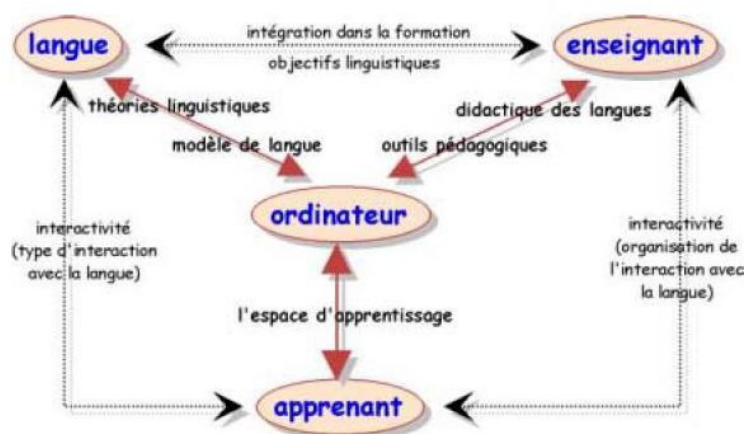 intégration dans la formation
langue
enseignant
objectifs linguistiques
théories linguistiques
didactique des langues
modèle de langue
outils pédagogiques
ordinateur
interactivité
(type d'interaction
avec la langue)
interactivité
(organisation de
l'interaction avec
la langue)
l'espace d'apprentissage
apprenant